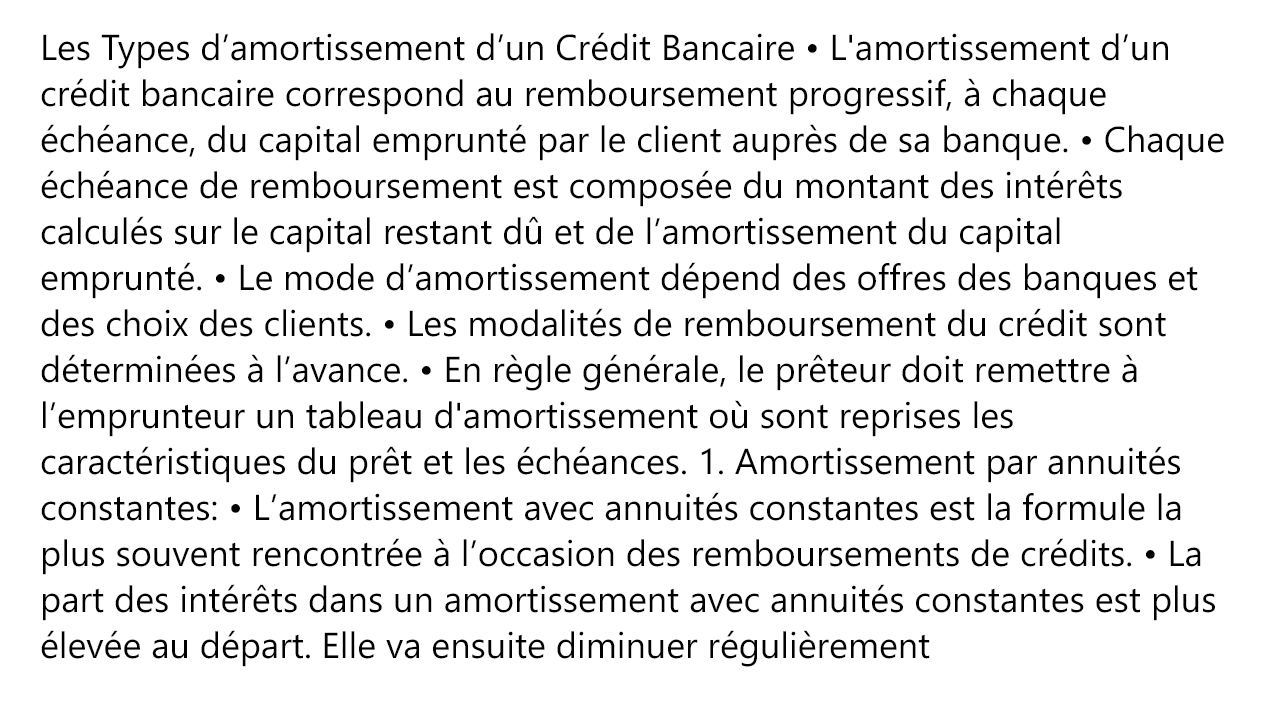 Les Types d’amortissement d’un Crédit Bancaire • L'amortissement d’un
crédit bancaire correspond au remboursement progressif, à chaque
échéance, du capital emprunté par le client auprès de sa banque. • Chaque
échéance de remboursement est composée du montant des intérêts
calculés sur le capital restant dû et de l’amortissement du capital
emprunté. • Le mode d’amortissement dépend des offres des banques et
des choix des clients. • Les modalités de remboursement du crédit sont
déterminées à l’avance. • En règle générale, le prêteur doit remettre à
l’emprunteur un tableau d'amortissement où sont reprises les
caractéristiques du prêt et les échéances. 1. Amortissement par annuités
constantes: • L’amortissement avec annuités constantes est la formule la
plus souvent rencontrée à l’occasion des remboursements de crédits. • La
part des intérêts dans un amortissement avec annuités constantes est plus
élevée au départ. Elle va ensuite diminuer régulièrement